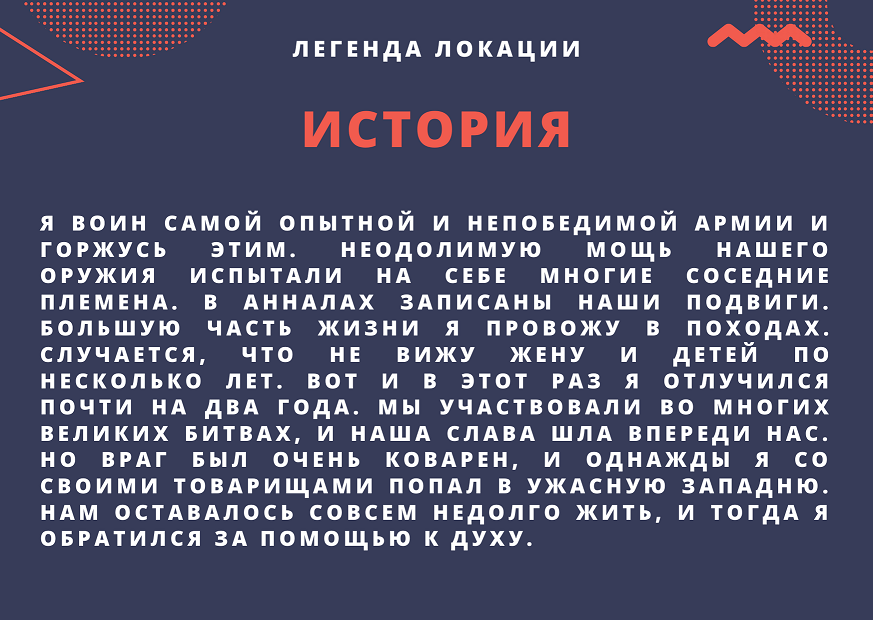 ЛЕГЕНДА ЛОКАЦИИ
ИСТОРИЯ
Я ВОИН САМОЙ ОПЫТНОЙ И НЕПОБЕДИМОЙ АРМИИ И
ГОРЖУСЬ ЭТИМ. НЕОДОЛИМУЮ МОЩЬ НАШЕГО
ОРУЖИЯ ИСПЫТАЛИ НА СЕБЕ МНОГИЕ СОСЕДНИЕ
ПЛЕМЕНА. В АННАЛАХ ЗАПИСАНЫ НАШИ ПОДВИГИ.
БОЛЬШУЮ ЧАСТЬ ЖИЗНИ Я ПРОВОЖУ В ПОХОДАХ.
СЛУЧАЕТСЯ, ЧТО НЕ ВИЖУ ЖЕНУ И ДЕТЕЙ ПО
НЕСКОЛЬКО ЛЕТ. ВОТ И В ЭТОТ РАЗ Я ОТЛУЧИЛСЯ
ПОЧТИ НА ДВА ГОДА. МЫ УЧАСТВОВАЛИ ВО МНОГИХ
ВЕЛИКИХ БИТВАХ, И НАША СЛАВА ШЛА ВПЕРЕДИ НАС.
НО ВРАГ БЫЛ ОЧЕНЬ КОВАРЕН, И ОДНАЖДЫ Я СО
СВОИМИ ТОВАРИЩАМИ ПОПАЛ В УЖАСНУЮ ЗАПАДНЮ.
НАМ ОСТАВАЛОСЬ СОВСЕМ НЕДОЛГО ЖИТЬ, И ТОГДА Я
ОБРАТИЛСЯ ЗА ПОМОЩЬЮ К ДУХУ.